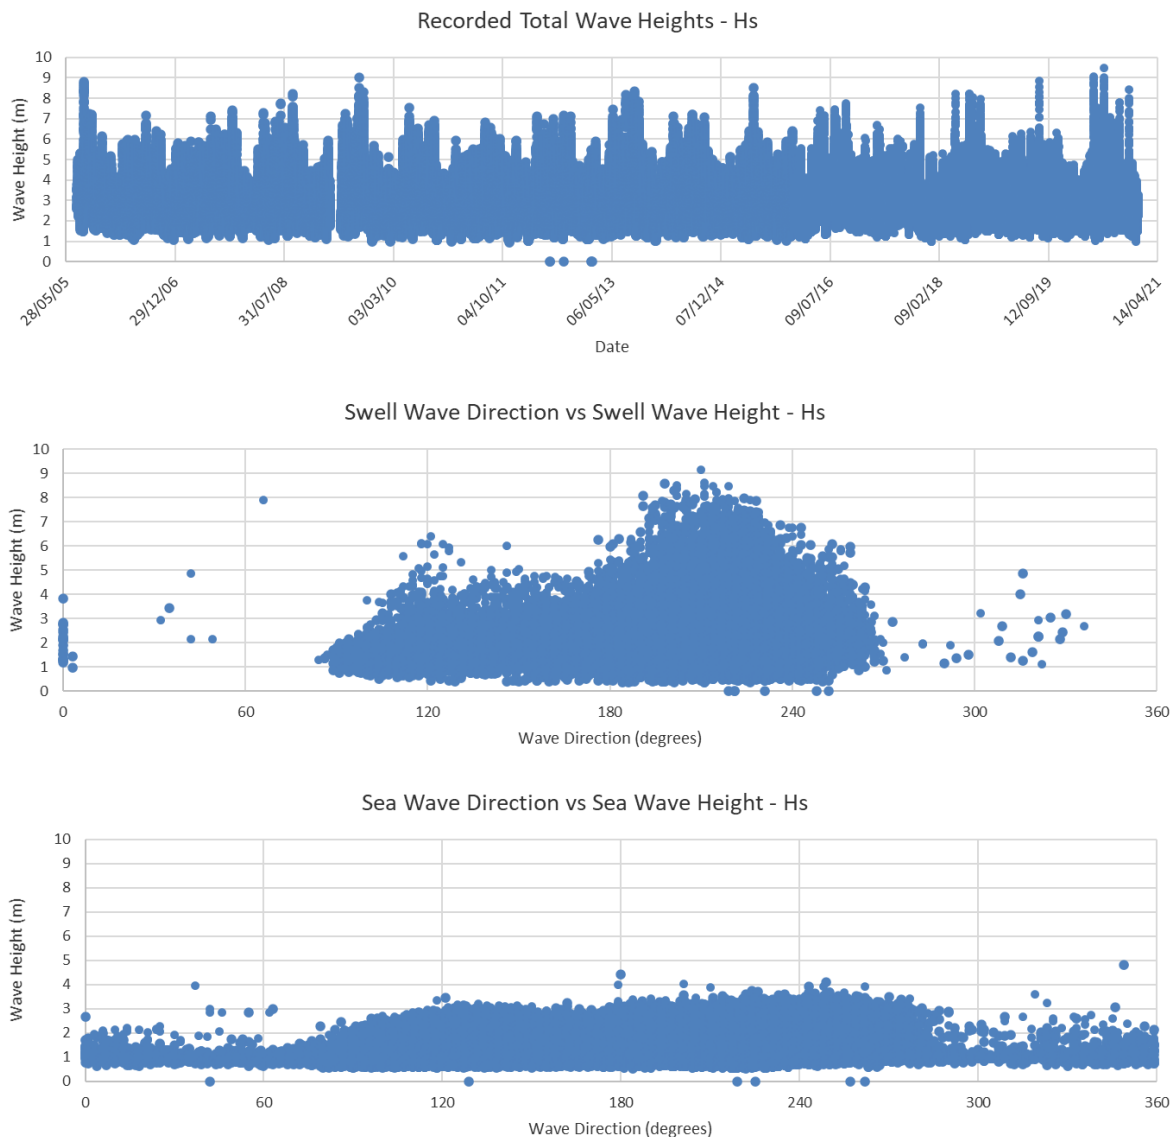 Recorded Total Wave Heights - Hs
10
9
8
7
6
5
4
3
2
1
0
Wave Height (m)
28/05/05 29/12/06 31/07/08 03/03/10 04/10/11 06/05/13 07/12/14 09/07/16 09/02/18 12/09/19 14/04/21
Date
Swell Wave Direction vs Swell Wave Height - Hs
10
9
8
7
6
5
4
3
2
1
0
Wave Height (m)
0 60 120 180 240 300 360
Wave Direction (degrees)
Sea Wave Direction vs Sea Wave Height - Hs
10
9
8
7
6
5
4
3
2
1
0
Wave Height (m)
0 60 120 180 240 300 360
Wave Direction (degrees)